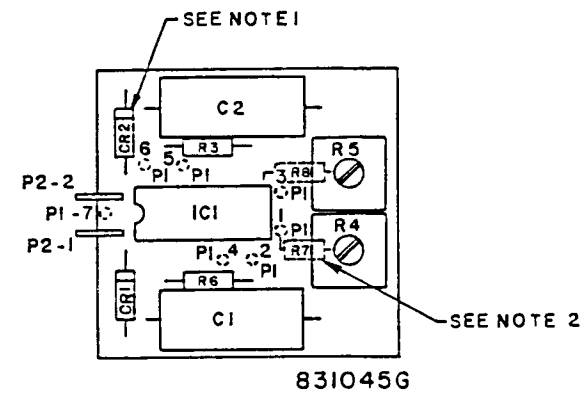 SEE NOTE 1
C2
CR2
R3
6
P1
5
P1
R5
R8
3
P1
P2-2
P1-7
P2-1
IC1
1
P1
R4
R7
P1
4
2
P1
CR1
R6
C1
SEE NOTE 2
831045G